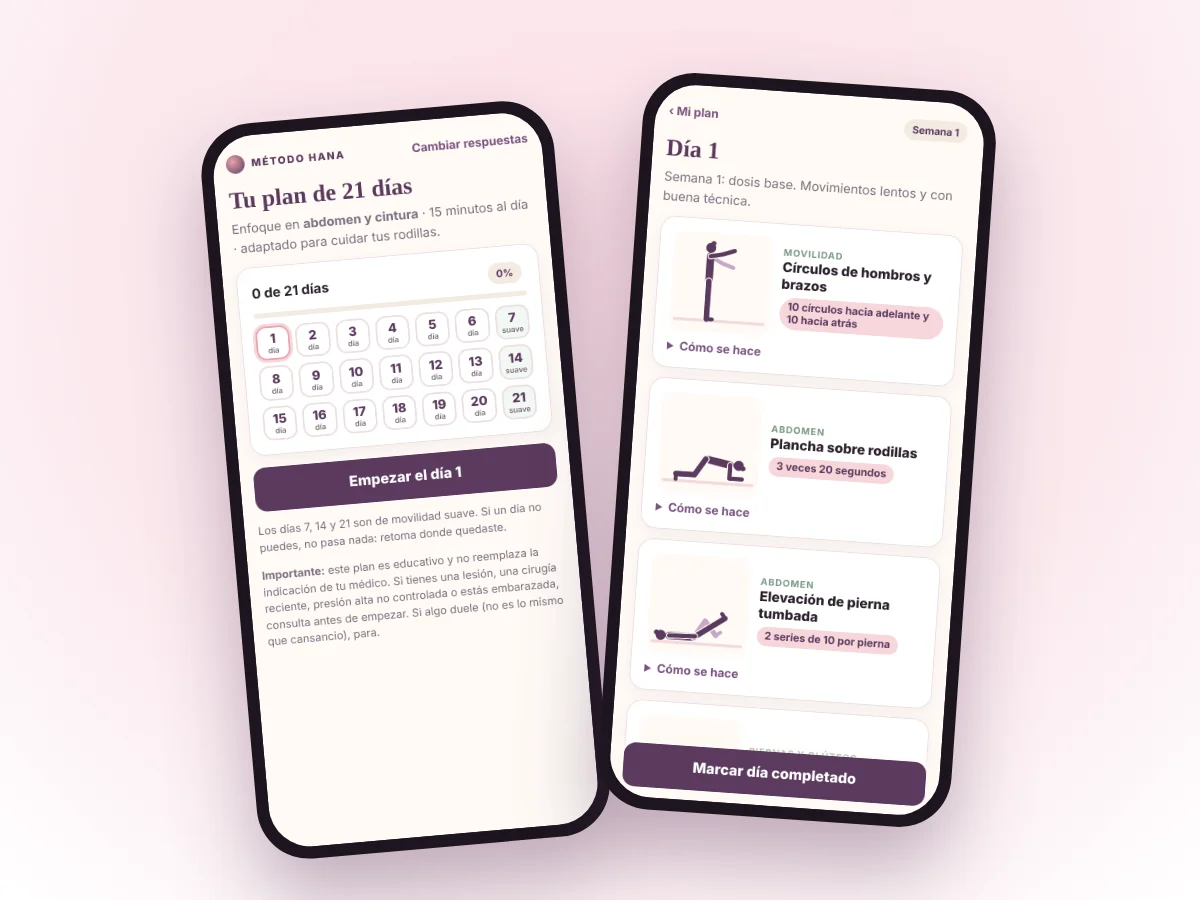 MÉTODO HANA
Cambiar respuestas
Tu plan de 21 días
Enfoque en abdomen y cintura · 15 minutos al día
· adaptado para cuidar tus rodillas.
0 de 21 días
0%
1 día
2 día
3 día
4 día
5 día
6 día
7 suave
8 día
9 día
10 día
11 día
12 día
13 día
14 suave
15 día
16 día
17 día
18 día
19 día
20 día
21 suave
Empezar el día 1
Los días 7, 14 y 21 son de movilidad suave. Si un día no
puedes, no pasa nada: retoma donde quedaste.
Importante: este plan es educativo y no reemplaza la
indicación de tu médico. Si tienes una lesión, una cirugía
reciente, presión alta no controlada o estás embarazada,
consulta antes de empezar. Si algo duele (no es lo mismo
que cansancio), para.
‹ Mi plan
Semana 1
Día 1
Semana 1: dosis base. Movimientos lentos y con
buena técnica.
MOVILIDAD
Círculos de hombros y
brazos
10 círculos hacia adelante y
10 hacia atrás
▶ Cómo se hace
ABDOMEN
Plancha sobre rodillas
3 veces 20 segundos
▶ Cómo se hace
ABDOMEN
Elevación de pierna
tumbada
2 series de 10 por pierna
▶ Cómo se hace
PIERNAS Y GLÚTEOS
Marcar día completado